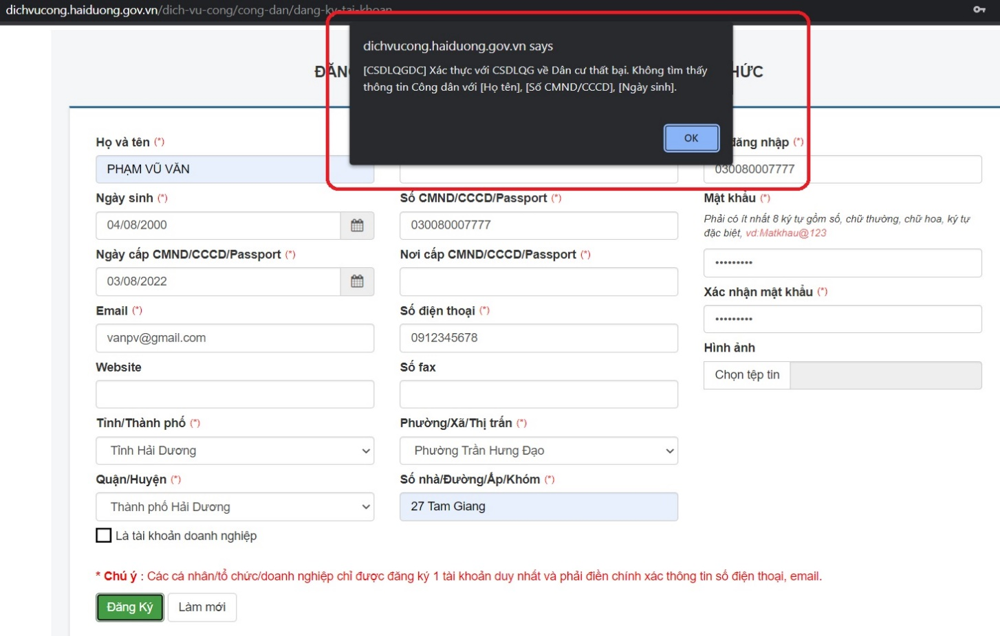 dichvucong.haiduong.gov.vn/dich-vu-cong/cong-dan/dang-ky-tai-khoan
dichvucong.haiduong.gov.vn says
[CSDLQGDC] Xác thực với CSDLQG về Dân cư thất bại. Không tìm thấy
thông tin Công dân với [Họ tên], [Số CMND/CCCD], [Ngày sinh].
OK
Họ và tên (*)
đăng nhập (*)
PHẠM VŨ VĂN
030080007777
Ngày sinh (*)
Số CMND/CCCD/Passport (*)
Mật khẩu (*)
04/08/2000
030080007777
Phải có ít nhất 8 ký tự gồm số, chữ thường, chữ hoa, ký tự
đặc biệt, vd:Matkhau@123
Ngày cấp CMND/CCCD/Passport (*)
Nơi cấp CMND/CCCD/Passport (*)
•••••••••
03/08/2022
Xác nhận mật khẩu (*)
Email (*)
Số điện thoại (*)
•••••••••
vanpv@gmail.com
0912345678
Hình ảnh
Website
Số fax
Chọn tệp tin
Tỉnh/Thành phố (*)
Phường/Xã/Thị trấn (*)
Tỉnh Hải Dương
Phường Trần Hưng Đạo
Quận/Huyện (*)
Số nhà/Đường/Ấp/Khóm (*)
Thành phố Hải Dương
27 Tam Giang
Là tài khoản doanh nghiệp
* Chú ý : Các cá nhân/tổ chức/doanh nghiệp chỉ được đăng ký 1 tài khoản duy nhất và phải điền chính xác thông tin số điện thoại, email.
Đăng Ký
Làm mới